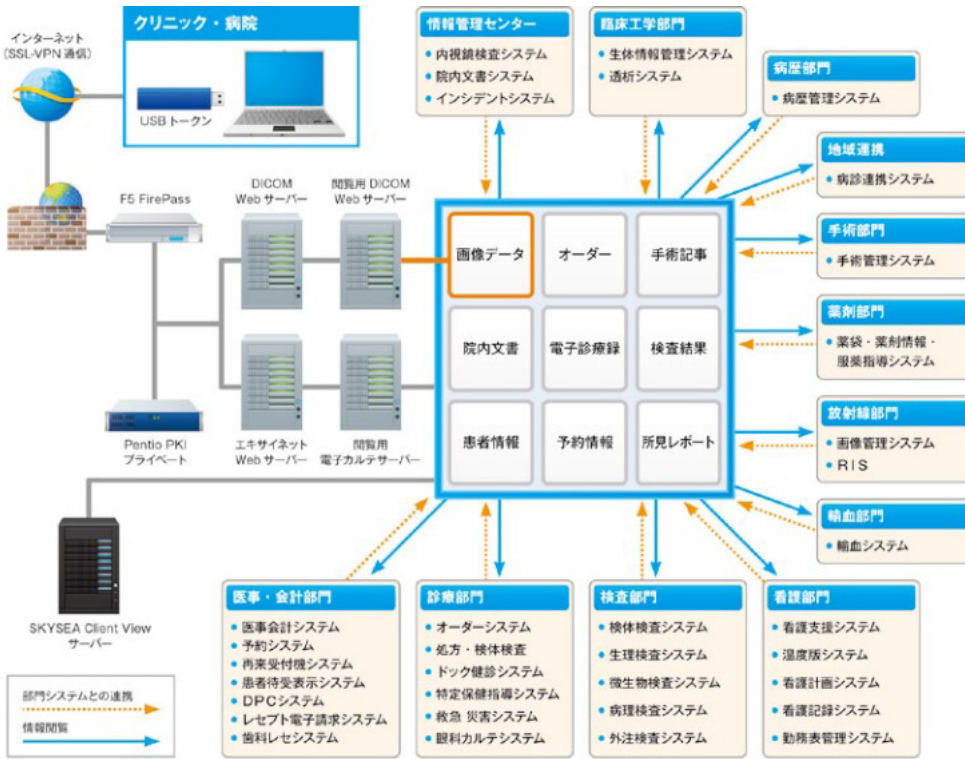 クリニック・病院
インターネット
(SSL-VPN 通信)
USB トークン
F5 FirePass
DICOM
Web サーバー
閲覧用 DICOM
Web サーバー
Pentio PKI
プライベート
エキサイネット
Web サーバー
閲覧用
電子カルテサーバー
SKYSEA Client View
サーバー
部門システムとの連携
情報閲覧
画像データ
オーダー
手術記事
院内文書
電子診療録
検査結果
患者情報
予約情報
所見レポート
情報管理センター
・内視鏡検査システム
・院内文書システム
・インシデントシステム
臨床工学部門
・生体情報管理システム
・透析システム
病歴部門
・病歴管理システム
地域連携
・病診連携システム
手術部門
・手術管理システム
薬剤部門
・薬袋・薬剤情報・
服薬指導システム
放射線部門
・画像管理システム
・RIS
輸血部門
・輸血システム
医事・会計部門
・医事会計システム
・予約システム
・再来受付機システム
・患者待受表示システム
・DPCシステム
・レセプト電子請求システム
・歯科レセシステム
診療部門
・オーダーシステム
・処方・検体検査
・ドック健診システム
・特定保健指導システム
・救急 災害システム
・眼科カルテシステム
検査部門
・検体検査システム
・生理検査システム
・微生物検査システム
・病理検査システム
・外注検査システム
看護部門
・看護支援システム
・温度版システム
・看護計画システム
・看護記録システム
・勤務表管理システム